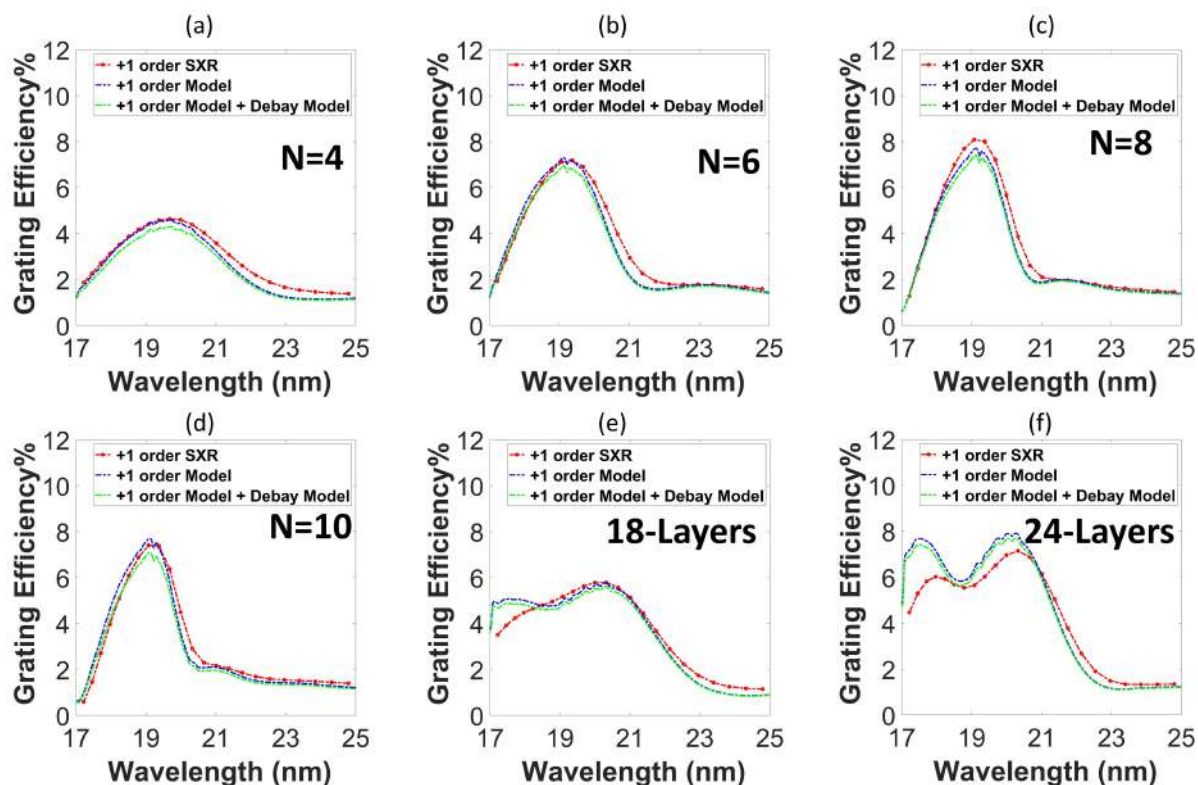 (a)
12
10
8
6
4
2
0
Grating Efficiency%
+1 order SXR
+1 order Model
+1 order Model + Debay Model
N=4
17 19 21 23 25
Wavelength (nm)
(b)
12
10
8
6
4
2
0
Grating Efficiency%
+1 order SXR
+1 order Model
+1 order Model + Debay Model
N=6
17 19 21 23 25
Wavelength (nm)
(c)
12
10
8
6
4
2
0
Grating Efficiency%
+1 order SXR
+1 order Model
+1 order Model + Debay Model
N=8
17 19 21 23 25
Wavelength (nm)
(d)
12
10
8
6
4
2
0
Grating Efficiency%
+1 order SXR
+1 order Model
+1 order Model + Debay Model
N=10
17 19 21 23 25
Wavelength (nm)
(e)
12
10
8
6
4
2
0
Grating Efficiency%
+1 order SXR
+1 order Model
+1 order Model + Debay Model
18-Layers
17 19 21 23 25
Wavelength (nm)
(f)
12
10
8
6
4
2
0
Grating Efficiency%
+1 order SXR
+1 order Model
+1 order Model + Debay Model
24-Layers
17 19 21 23 25
Wavelength (nm)